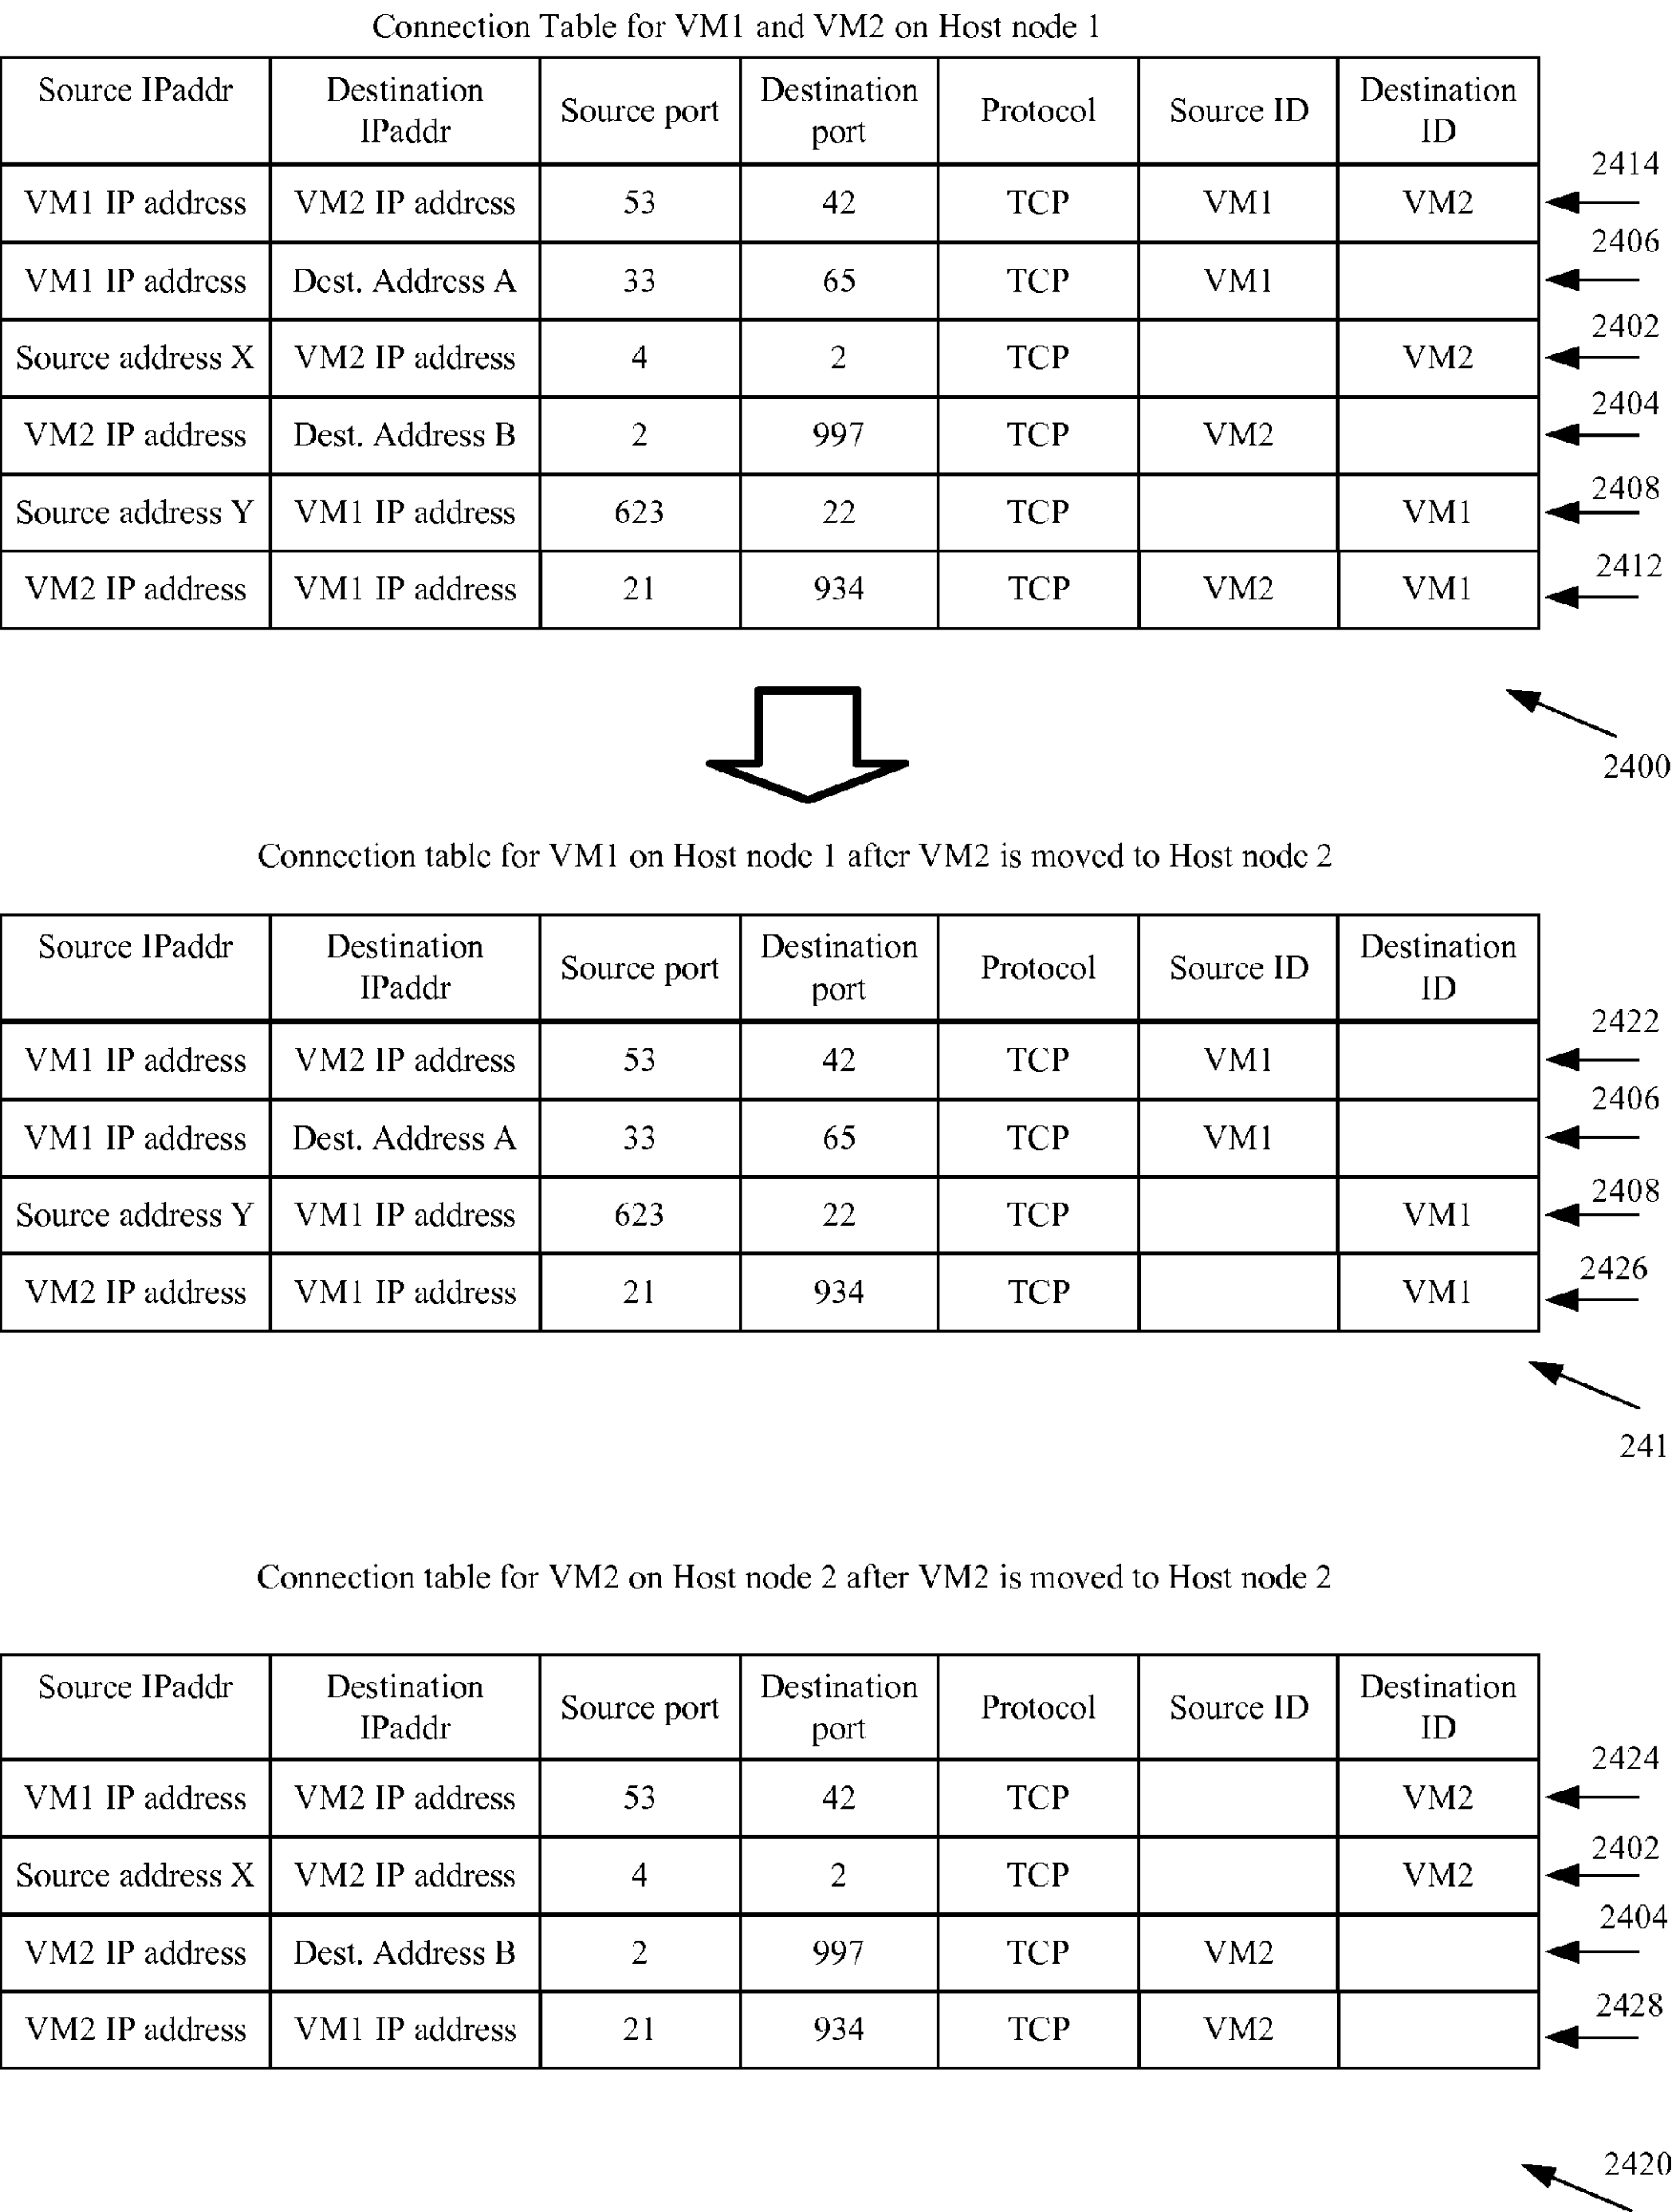 Connection Table for VM1 and VM2 on Host node 1
Source IPaddr Destination IPaddr Source port Destination port Protocol Source ID Destination ID
2414
VM1 IP address VM2 IP address 53 42 TCP VM1 VM2
2406
VM1 IP address Dest. Address A 33 65 TCP VM1
2402
Source address X VM2 IP address 4 2 TCP VM2
2404
VM2 IP address Dest. Address B 2 997 TCP VM2
2408
Source address Y VM1 IP address 623 22 TCP VM1
2412
VM2 IP address VM1 IP address 21 934 TCP VM2 VM1
2400
Connection table for VM1 on Host node 1 after VM2 is moved to Host node 2
Source IPaddr Destination IPaddr Source port Destination port Protocol Source ID Destination ID
2422
VM1 IP address VM2 IP address 53 42 TCP VM1
2406
VM1 IP address Dest. Address A 33 65 TCP VM1
2408
Source address Y VM1 IP address 623 22 TCP VM1
2426
VM2 IP address VM1 IP address 21 934 TCP VM1
241
Connection table for VM2 on Host node 2 after VM2 is moved to Host node 2
Source IPaddr Destination IPaddr Source port Destination port Protocol Source ID Destination ID
2424
VM1 IP address VM2 IP address 53 42 TCP VM2
2402
Source address X VM2 IP address 4 2 TCP VM2
2404
VM2 IP address Dest. Address B 2 997 TCP VM2
2428
VM2 IP address VM1 IP address 21 934 TCP VM2
2420